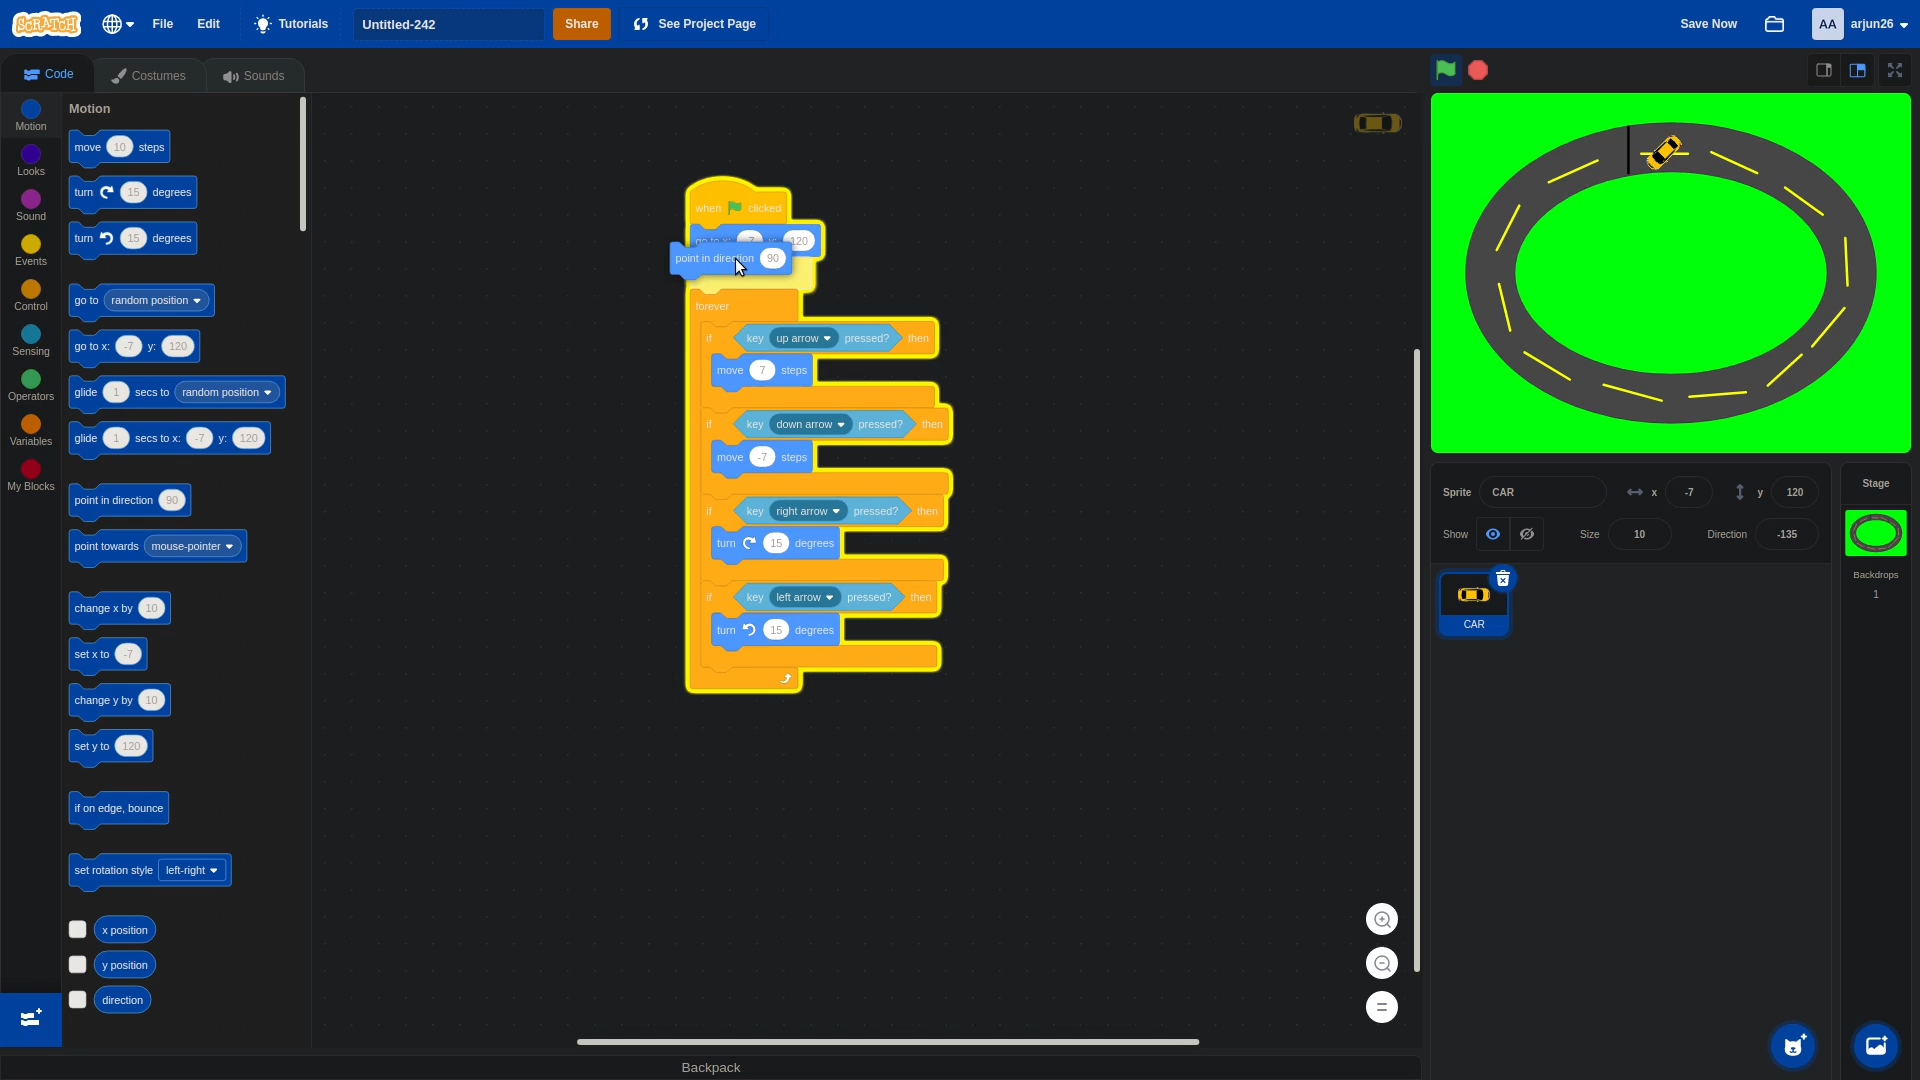 SCRATCH File Edit Tutorials Untitled-242 Share See Project Page Save Now AA arjun26
Code Costumes Sounds
Motion
Looks
Sound
Events
Control
Sensing
Operators
Variables
My Blocks
Motion
move 10 steps
turn 15 degrees
turn 15 degrees
go to random position
go to x: -7 y: 120
glide 1 secs to random position
glide 1 secs to x: -7 y: 120
point in direction 90
point towards mouse-pointer
change x by 10
set x to -7
change y by 10
set y to 120
if on edge, bounce
set rotation style left-right
x position
y position
direction
when clicked
go to x: -7 y: 120
point in direction 90
forever
if key up arrow pressed? then
move 7 steps
if key down arrow pressed? then
move -7 steps
if key right arrow pressed? then
turn 15 degrees
if key left arrow pressed? then
turn 15 degrees
Sprite CAR x -7 y 120
Show Size 10 Direction -135
CAR
Stage
Backdrops
1
Backpack